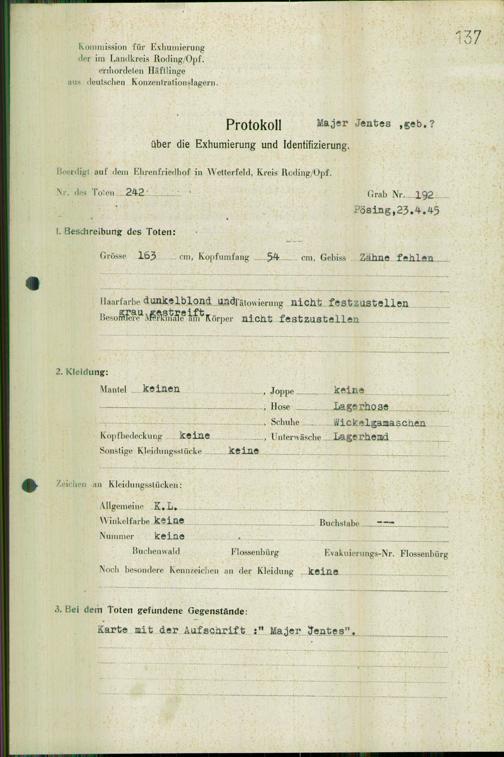 137
Kommission für Exhumierung
der im Landkreis Roding/Opf.
ermordeten Häftlinge
aus deutschen Konzentrationslagern.
Protokoll Majer Jentes ,geb.?
über die Exhumierung und Identifizierung.
Beerdigt auf dem Ehrenfriedhof in Wetterfeld, Kreis Roding/Opf.
Nr. des Toten 242 Grab Nr. 192
Pösing,23.4.45
1. Beschreibung des Toten:
Grösse 163 cm, Kopfumfang 54 cm, Gebiss Zähne fehlen
Haarfarbe dunkelblond und Tätowierung nicht festzustellen
grau gestreift
Besondere Merkmale am Körper nicht festzustellen
2. Kleidung:
Mantel keinen , Joppe keine
, Hose Lagerhose
, Schuhe Wickelgamaschen
Kopfbedeckung keine , Unterwäsche Lagerhemd
Sonstige Kleidungsstücke keine
Zeichen an Kleidungsstücken:
Allgemeine K.L.
Winkelfarbe keine Buchstabe ---
Nummer keine
Buchenwald Flossenbürg Evakuierungs-Nr. Flossenbürg
Noch besondere Kennzeichen an der Kleidung keine
3. Bei dem Toten gefundene Gegenstände:
Karte mit der Aufschrift :" Majer Jentes".